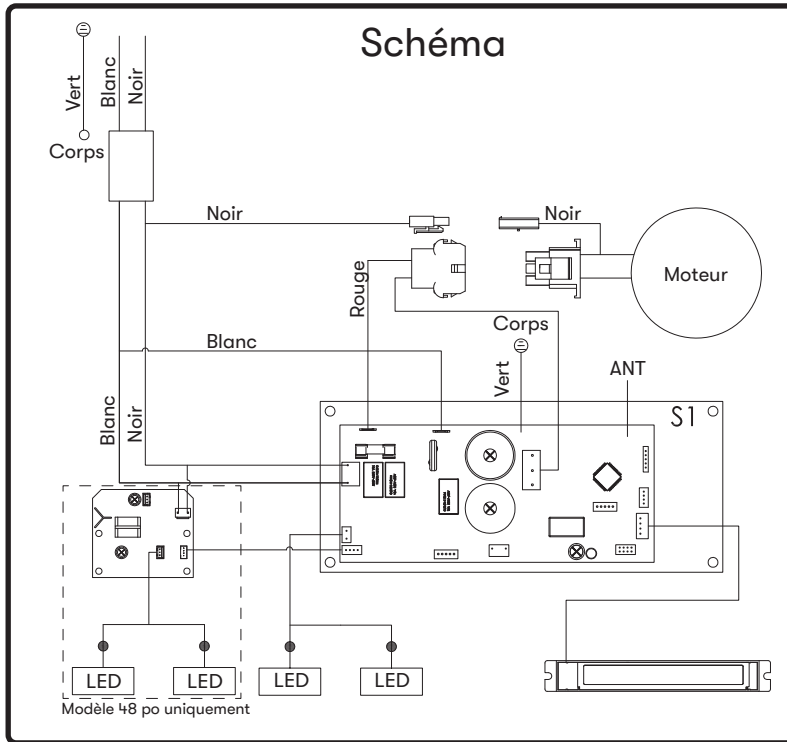 Schéma
Vert
Blanc
Noir
Corps
Noir
Noir
Moteur
Rouge
Corps
Blanc
Vert
ANT
Blanc
Noir
S1
LED
LED
LED
LED
Modèle 48 po uniquement